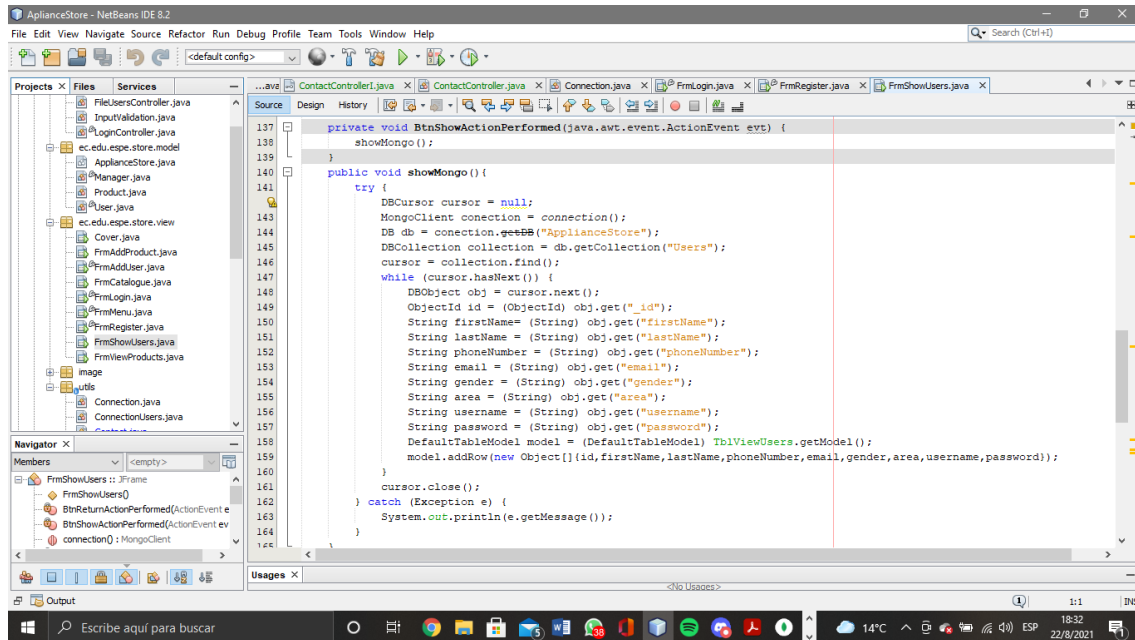 AplianceStore - NetBeans IDE 8.2
File Edit View Navigate Source Refactor Run Debug Profile Team Tools Window Help
Search (Ctrl+I)
<default config>
Projects Files Services
...ava ContactControllerI.java ContactController.java Connection.java FrmLogin.java FrmRegister.java FrmShowUsers.java
Source Design History
FileUsersController.java
InputValidation.java
LoginController.java
ec.edu.espe.store.model
ApplianceStore.java
Manager.java
Product.java
User.java
ec.edu.espe.store.view
Cover.java
FrmAddProduct.java
FrmAddUser.java
FrmCatalogue.java
FrmLogin.java
FrmMenu.java
FrmRegister.java
FrmShowUsers.java
FrmViewProducts.java
image
utils
Connection.java
ConnectionUsers.java
Contact.java
Navigator
Members <empty>
FrmShowUsers :: JFrame
FrmShowUsers()
BtnReturnActionPerformed(ActionEvent e
BtnShowActionPerformed(ActionEvent ev
connection() : MongoClient
137 private void BtnShowActionPerformed(java.awt.event.ActionEvent evt) {
138 showMongo();
139 }
140 public void showMongo(){
141 try {
DBCursor cursor = null;
143 MongoClient conection = connection();
144 DB db = conection.getDB("ApplianceStore");
145 DBCollection collection = db.getCollection("Users");
146 cursor = collection.find();
147 while (cursor.hasNext()) {
148 DBObject obj = cursor.next();
149 ObjectId id = (ObjectId) obj.get("_id");
150 String firstName= (String) obj.get("firstName");
151 String lastName = (String) obj.get("lastName");
152 String phoneNumber = (String) obj.get("phoneNumber");
153 String email = (String) obj.get("email");
154 String gender = (String) obj.get("gender");
155 String area = (String) obj.get("area");
156 String username = (String) obj.get("username");
157 String password = (String) obj.get("password");
158 DefaultTableModel model = (DefaultTableModel) TblViewUsers.getModel();
159 model.addRow(new Object[]{id,firstName,lastName,phoneNumber,email,gender,area,username,password});
160 }
161 cursor.close();
162 } catch (Exception e) {
163 System.out.println(e.getMessage());
164 }
165 }
Usages
<No Usages>
Output
1 1:1 INS
Escribe aquí para buscar
14°C ESP 18:32
22/8/2021